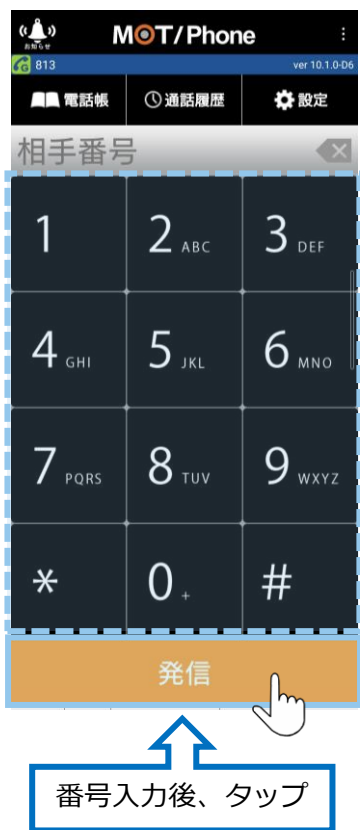 お知らせ
MOT/Phone
813
ver 10.1.0-D6
電話帳 通話履歴 設定
相手番号
1 2 ABC 3 DEF
4 GHI 5 JKL 6 MNO
7 PQRS 8 TUV 9 WXYZ
* 0 + #
発信
番号入力後、タップ